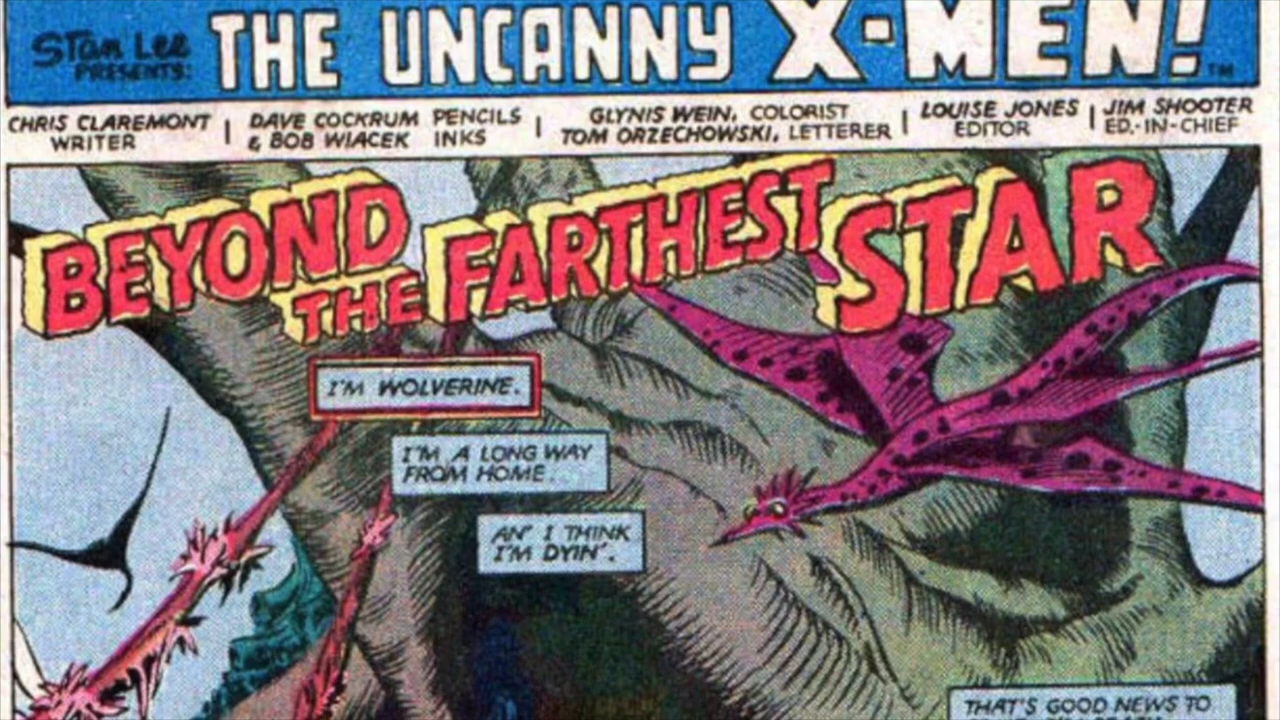 Stan Lee
PRESENTS:
THE UNCANNY X-MEN!
TM
CHRIS CLAREMONT
WRITER
DAVE COCKRUM PENCILS
& BOB WIACEK INKS
GLYNIS WEIN, COLORIST
TOM ORZECHOWSKI, LETTERER
LOUISE JONES
EDITOR
JIM SHOOTER
ED.-IN-CHIEF
BEYOND
THE FARTHEST
STAR
I'M WOLVERINE.
I'M A LONG WAY
FROM HOME.
AN' I THINK
I'M DYIN'.
THAT'S GOOD NEWS TO